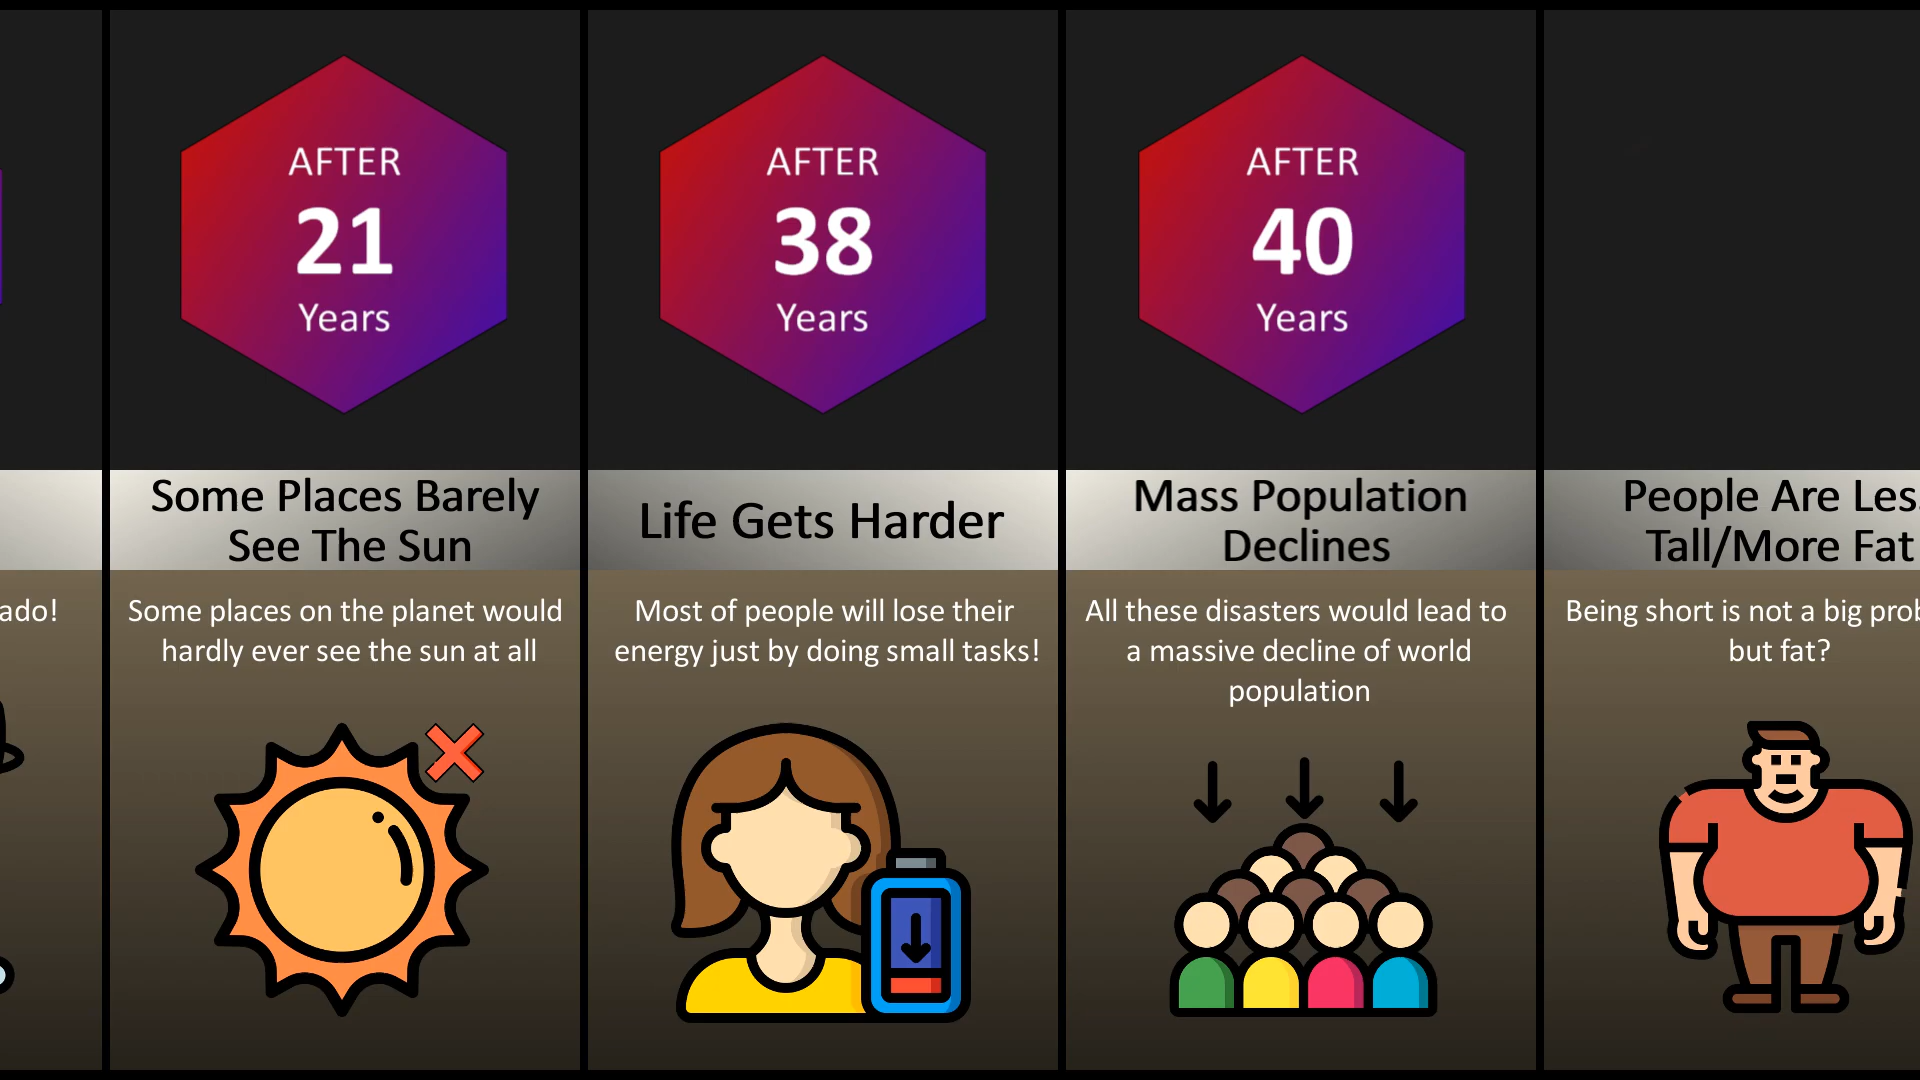 ado!
AFTER
21
Years
Some Places Barely
See The Sun
Some places on the planet would
hardly ever see the sun at all
AFTER
38
Years
Life Gets Harder
Most of people will lose their
energy just by doing small tasks!
AFTER
40
Years
Mass Population
Declines
All these disasters would lead to
a massive decline of world
population
People Are Les
Tall/More Fat
Being short is not a big prob
but fat?